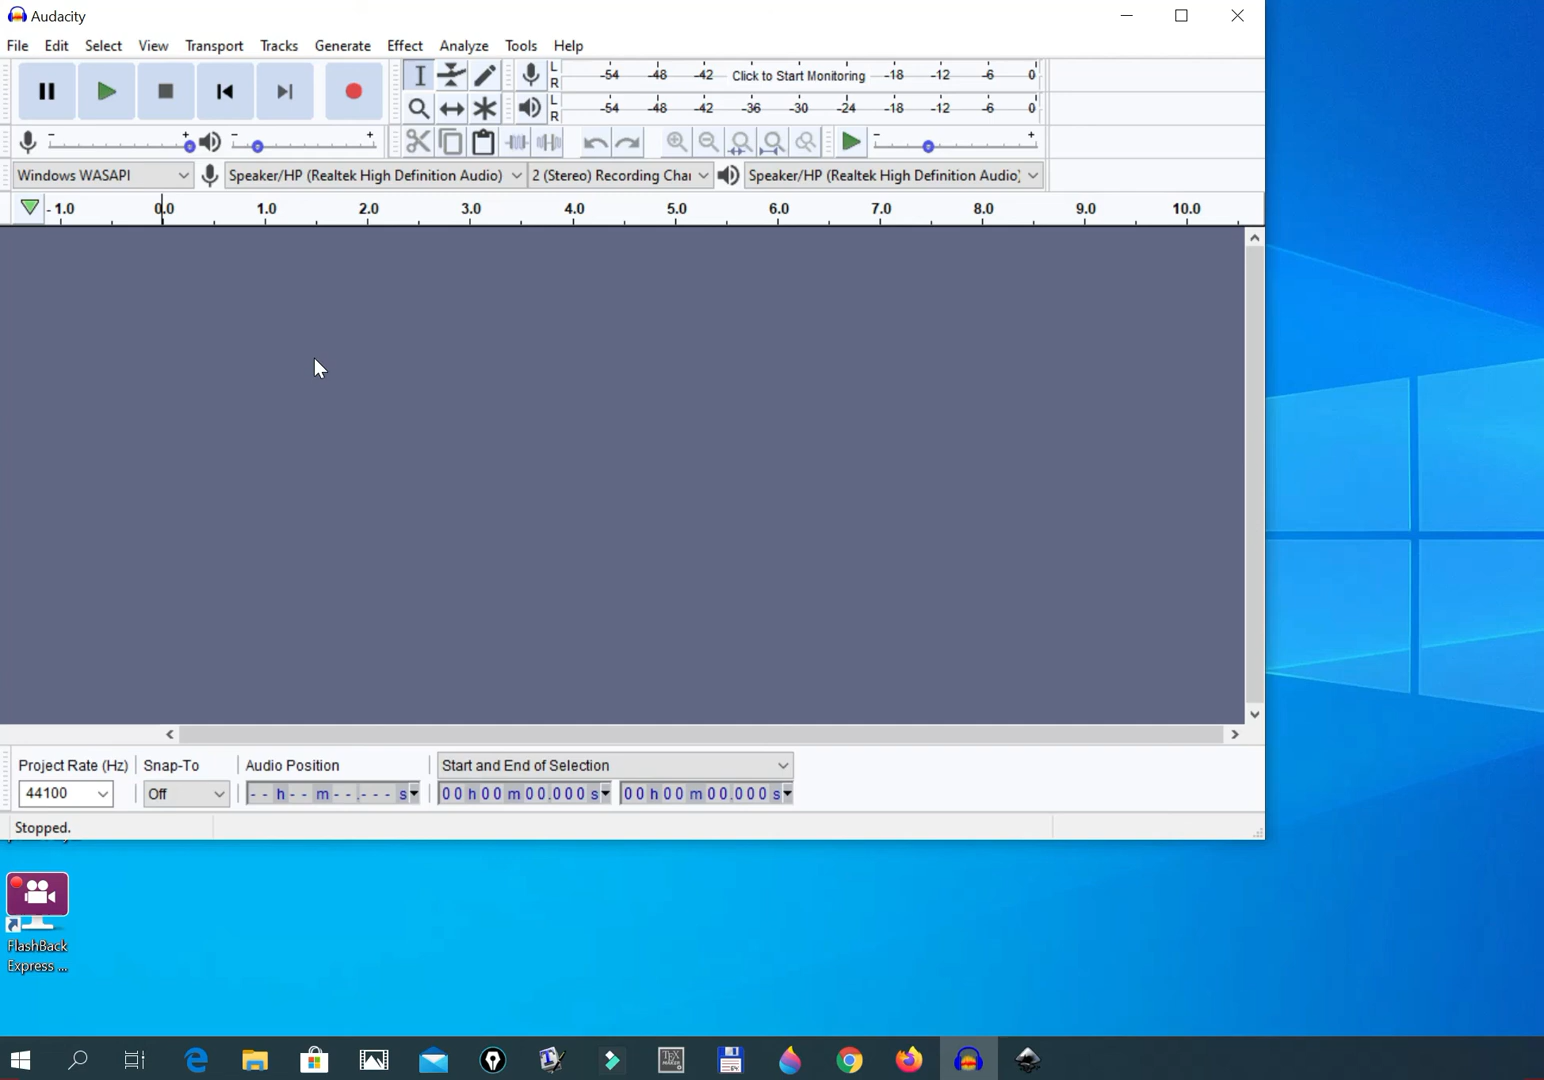 Audacity
File Edit Select View Transport Tracks Generate Effect Analyze Tools Help
L
R
-54 -48 -42 Click to Start Monitoring -18 -12 -6 0
L
R
-54 -48 -42 -36 -30 -24 -18 -12 -6 0
- + - +
- +
Windows WASAPI Speaker/HP (Realtek High Definition Audio) 2 (Stereo) Recording Char Speaker/HP (Realtek High Definition Audio)
- 1.0 0.0 1.0 2.0 3.0 4.0 5.0 6.0 7.0 8.0 9.0 10.0
Project Rate (Hz) Snap-To Audio Position Start and End of Selection
44100 Off - - h - - m - - . - - - s 00 h 00 m 00.000 s 00 h 00 m 00.000 s
Stopped.
FlashBack
Express ...